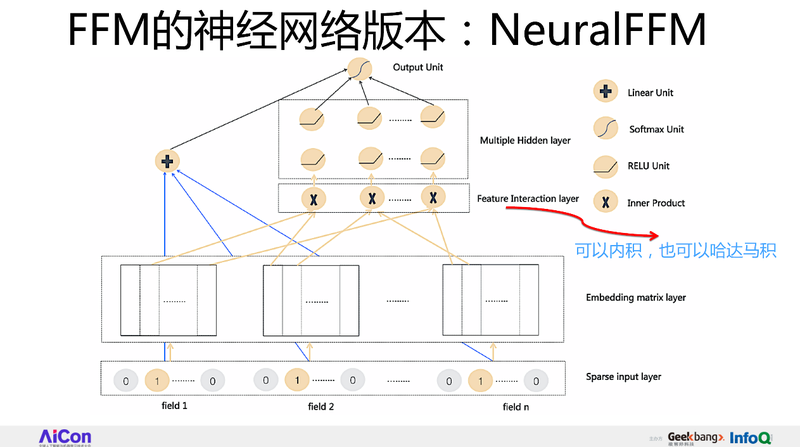 FFM的神经网络版本：NeuralFFM
Output Unit
Linear Unit
Softmax Unit
Multiple Hidden layer
RELU Unit
X X ......... X
Feature Interaction layer
X Inner Product
可以内积，也可以哈达马积
Embedding matrix layer
0 1 ......... 0
0 1 ......... 0
0 1 ......... 0
Sparse input layer
field 1
field 2
field n
AiCon
Geekbang>.
InfoQ